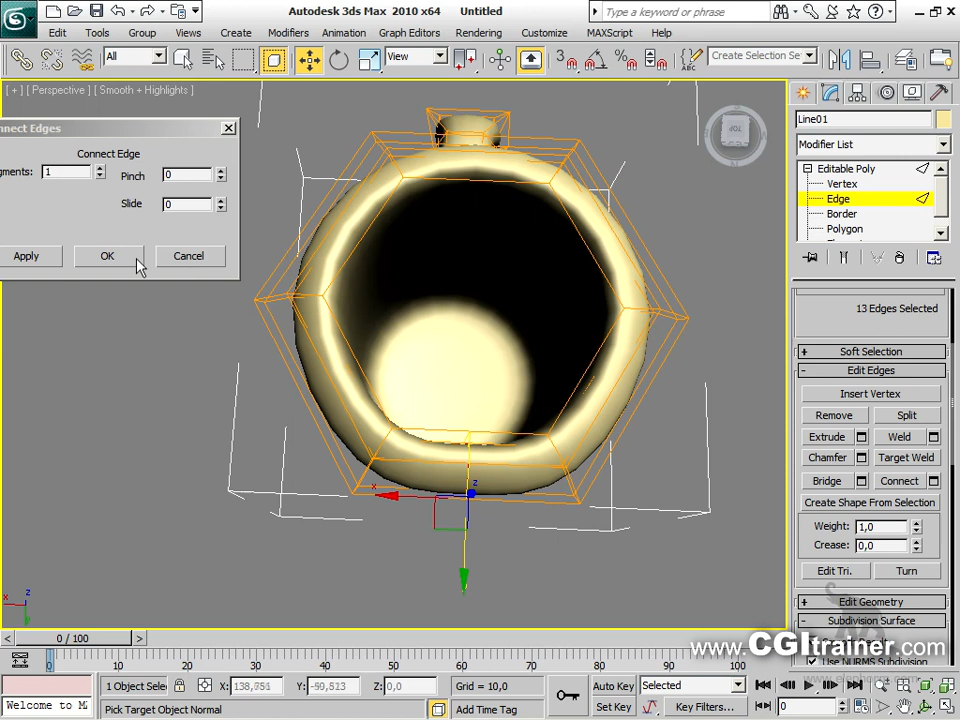 Autodesk 3ds Max 2010 x64
Untitled
Type a keyword or phrase
Edit
Tools
Group
Views
Create
Modifiers
Animation
Graph Editors
Rendering
Customize
MAXScript
Help
All
View
3
Create Selection Se
[ + ] [ Perspective ] [ Smooth + Highlights ]
TOP
nnect Edges
Connect Edge
gments: 1
Pinch 0
Slide 0
Apply
OK
Cancel
x
z
x
z
Line01
Modifier List
Editable Poly
Vertex
Edge
Border
Polygon
13 Edges Selected
+ Soft Selection
- Edit Edges
Insert Vertex
Remove
Split
Extrude
Weld
Chamfer
Target Weld
Bridge
Connect
Create Shape From Selection
Weight: 1,0
Crease: 0,0
Edit Tri.
Turn
+ Edit Geometry
- Subdivision Surface
Use NURMS Subdivision
www.CGItrainer.com
< 0 / 100 >
0 10 20 30 40 50 60 70 80 90 100
1 Object Sele
X: 138,751
Y: -59,523
Z: 0,0
Grid = 10,0
Auto Key
Selected
Welcome to M
Pick Target Object Normal
Add Time Tag
Set Key
Key Filters...
0